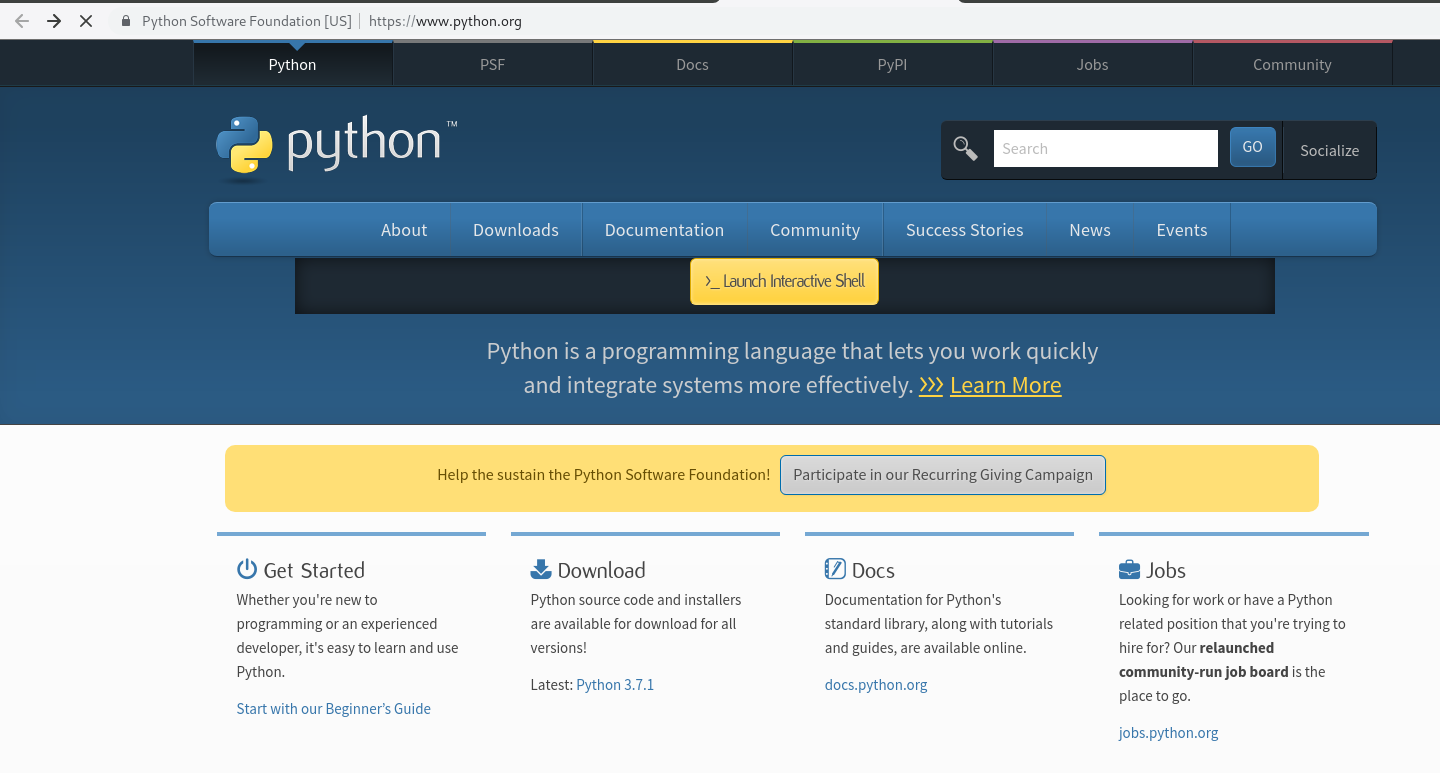 Python Software Foundation [US] | https://www.python.org
Python PSF Docs PyPI Jobs Community
python™
Search GO Socialize
About Downloads Documentation Community Success Stories News Events
>_ Launch Interactive Shell
Python is a programming language that lets you work quickly
and integrate systems more effectively. >>> Learn More
Help the sustain the Python Software Foundation! Participate in our Recurring Giving Campaign
Get Started
Whether you're new to
programming or an experienced
developer, it's easy to learn and use
Python.
Start with our Beginner’s Guide
Download
Python source code and installers
are available for download for all
versions!
Latest: Python 3.7.1
Docs
Documentation for Python's
standard library, along with tutorials
and guides, are available online.
docs.python.org
Jobs
Looking for work or have a Python
related position that you're trying to
hire for? Our relaunched
community-run job board is the
place to go.
jobs.python.org